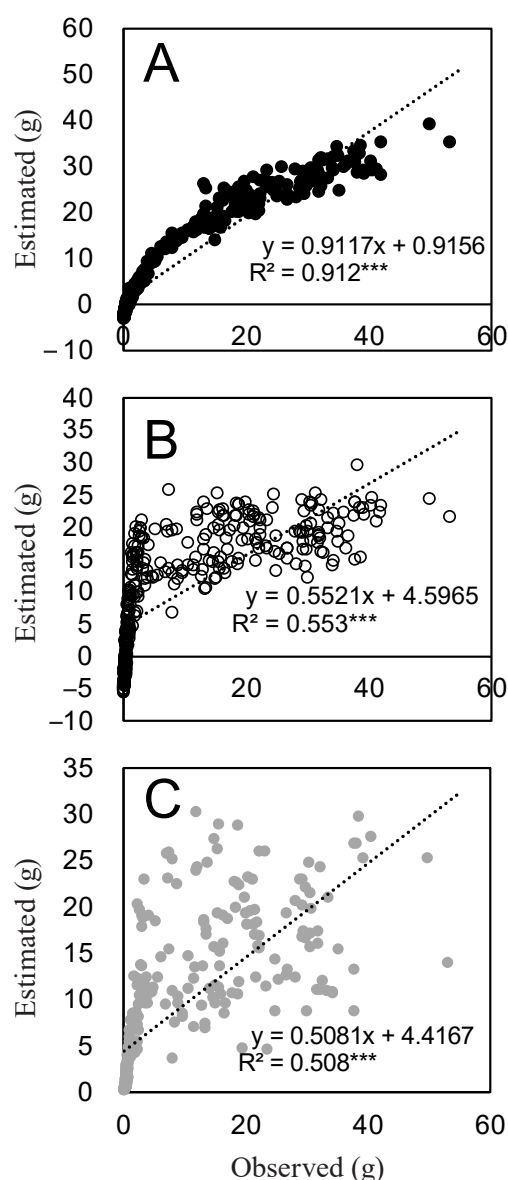 A
60
50
40
30
20
10
0
−10
Estimated (g)
y = 0.9117x + 0.9156
R² = 0.912***
0 20 40 60
B
40
35
30
25
20
15
10
5
0
−5
−10
Estimated (g)
y = 0.5521x + 4.5965
R² = 0.553***
0 20 40 60
C
35
30
25
20
15
10
5
0
Estimated (g)
y = 0.5081x + 4.4167
R² = 0.508***
0 20 40 60
Observed (g)